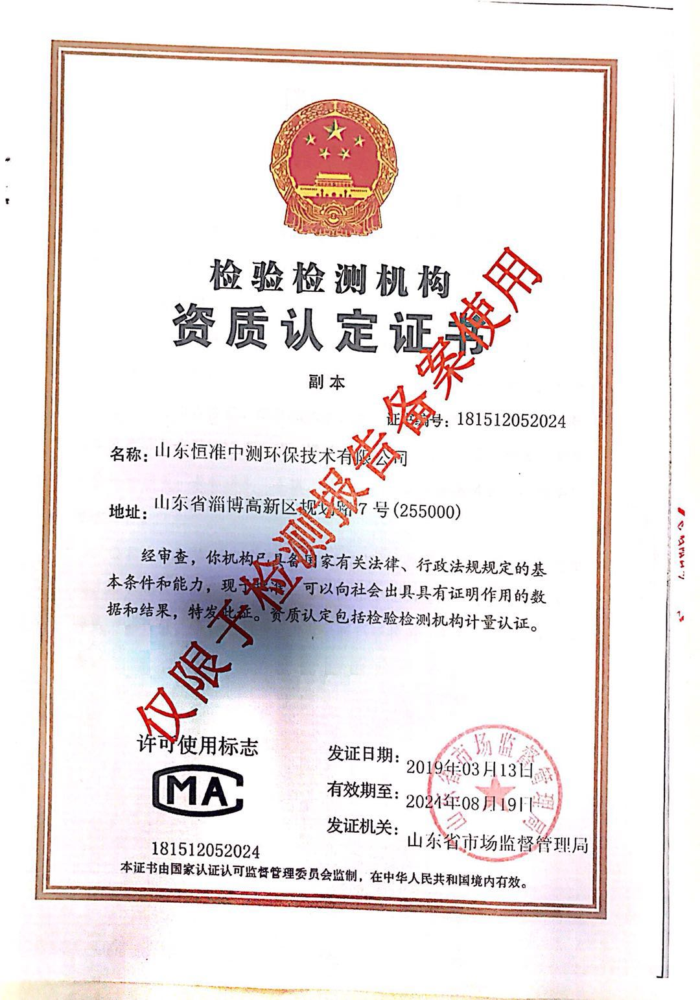 检验检测机构
资质认定证书
副本
证书编号：181512052024
名称：山东恒准中测环保技术有限公司
地址：山东省淄博高新区规划路7号(255000)
经审查，你机构已具备国家有关法律、行政法规规定的基
本条件和能力，现予批准，可以向社会出具具有证明作用的数
据和结果，特发此证。资质认定包括检验检测机构计量认证。
仅限于检测报告备案使用
许可使用标志
MA
181512052024
发证日期：2019年03月13日
有效期至：2024年08月19日
发证机关：山东省市场监督管理局
山东省市场监督管理局
本证书由国家认证认可监督管理委员会监制，在中华人民共和国境内有效。